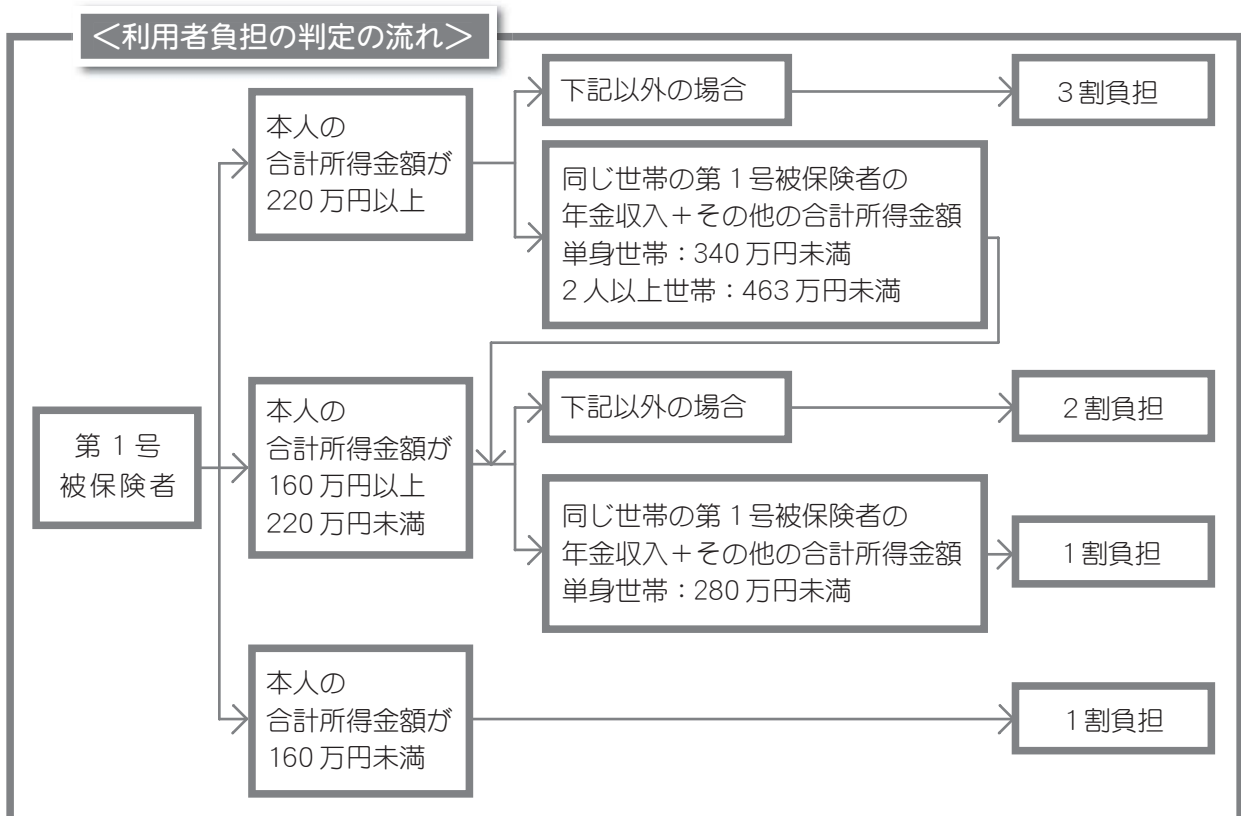 ＜利用者負担の判定の流れ＞
下記以外の場合
3割負担
本人の
合計所得金額が
220万円以上
同じ世帯の第1号被保険者の
年金収入＋その他の合計所得金額
単身世帯：340万円未満
2人以上世帯：463万円未満
第1号
被保険者
本人の
合計所得金額が
160万円以上
220万円未満
下記以外の場合
2割負担
同じ世帯の第1号被保険者の
年金収入＋その他の合計所得金額
単身世帯：280万円未満
1割負担
本人の
合計所得金額が
160万円未満
1割負担